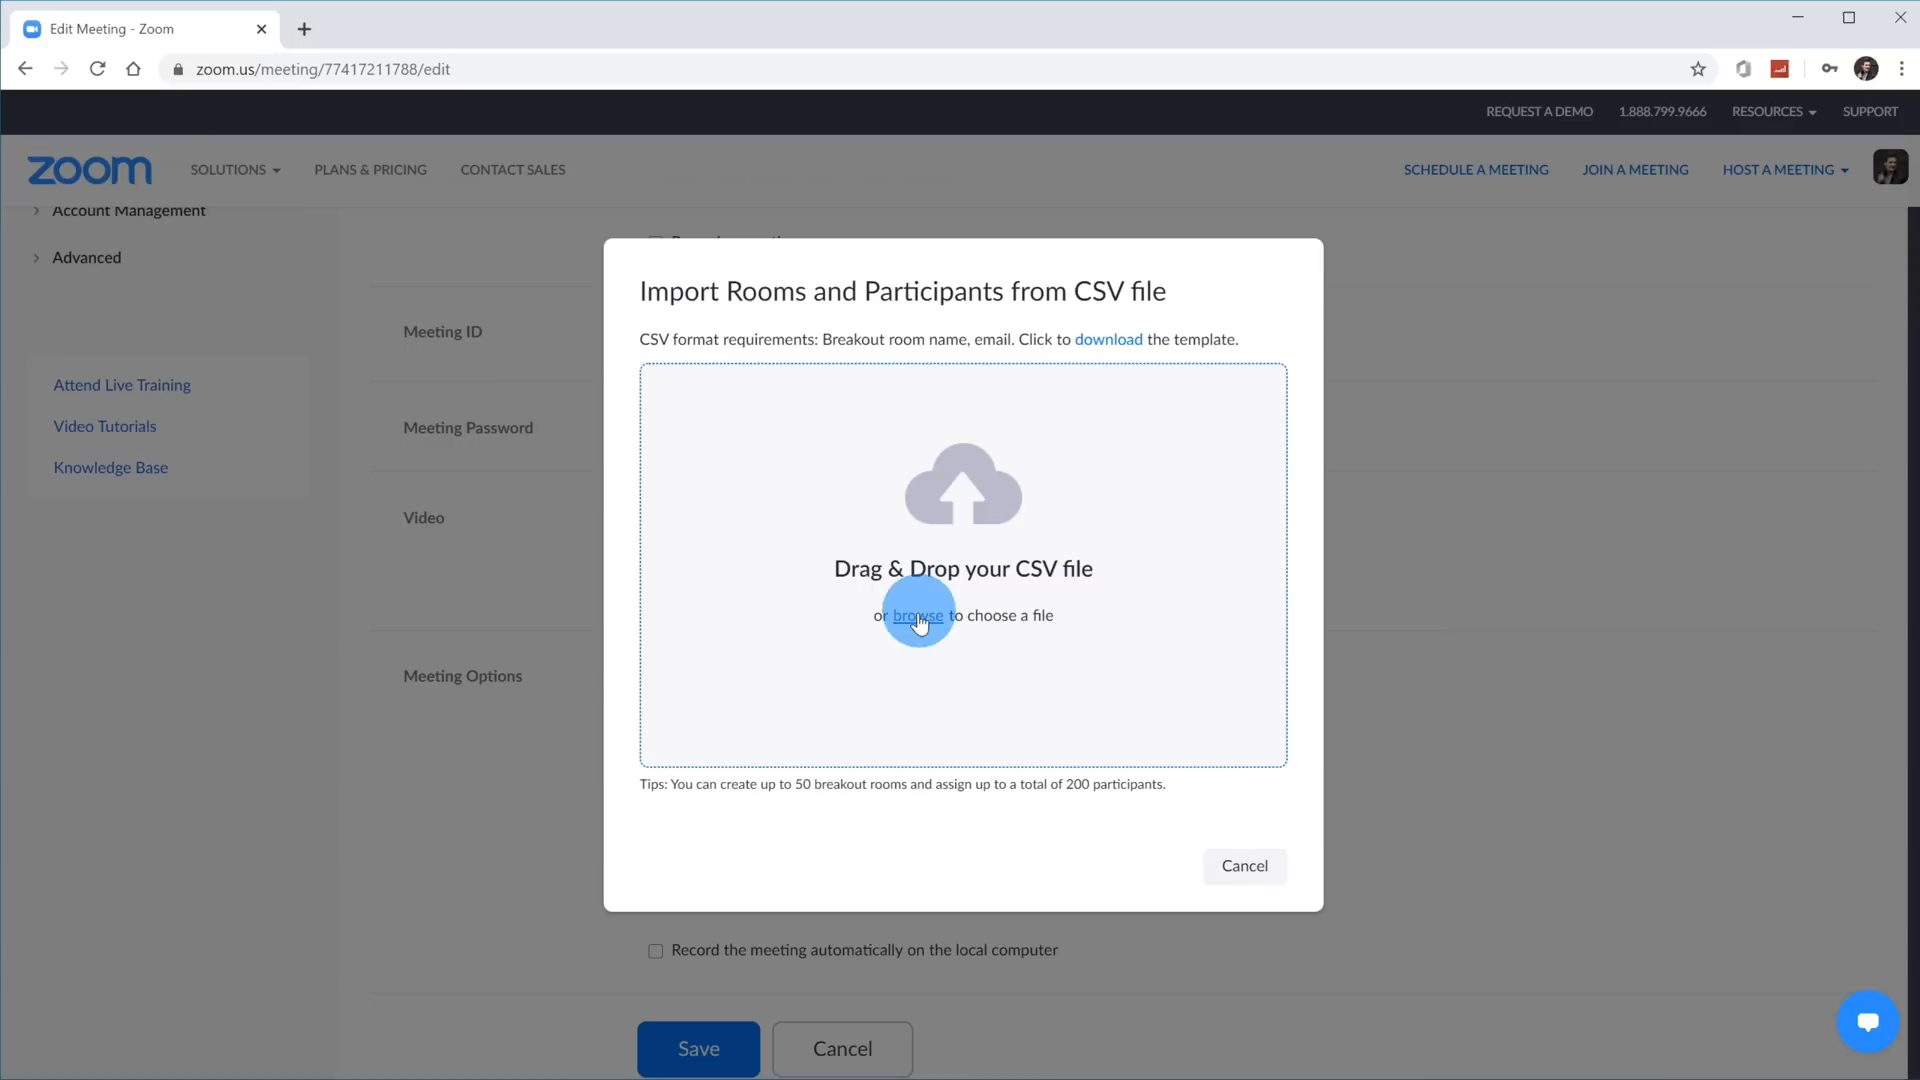 Edit Meeting - Zoom
zoom.us/meeting/77417211788/edit
REQUEST A DEMO 1.888.799.9666 RESOURCES SUPPORT
zoom SOLUTIONS PLANS & PRICING CONTACT SALES SCHEDULE A MEETING JOIN A MEETING HOST A MEETING
Account Management
Advanced
Attend Live Training
Video Tutorials
Knowledge Base
Meeting ID
Meeting Password
Video
Meeting Options
Import Rooms and Participants from CSV file
CSV format requirements: Breakout room name, email. Click to download the template.
Drag & Drop your CSV file
or browse to choose a file
Tips: You can create up to 50 breakout rooms and assign up to a total of 200 participants.
Cancel
Record the meeting automatically on the local computer
Save Cancel